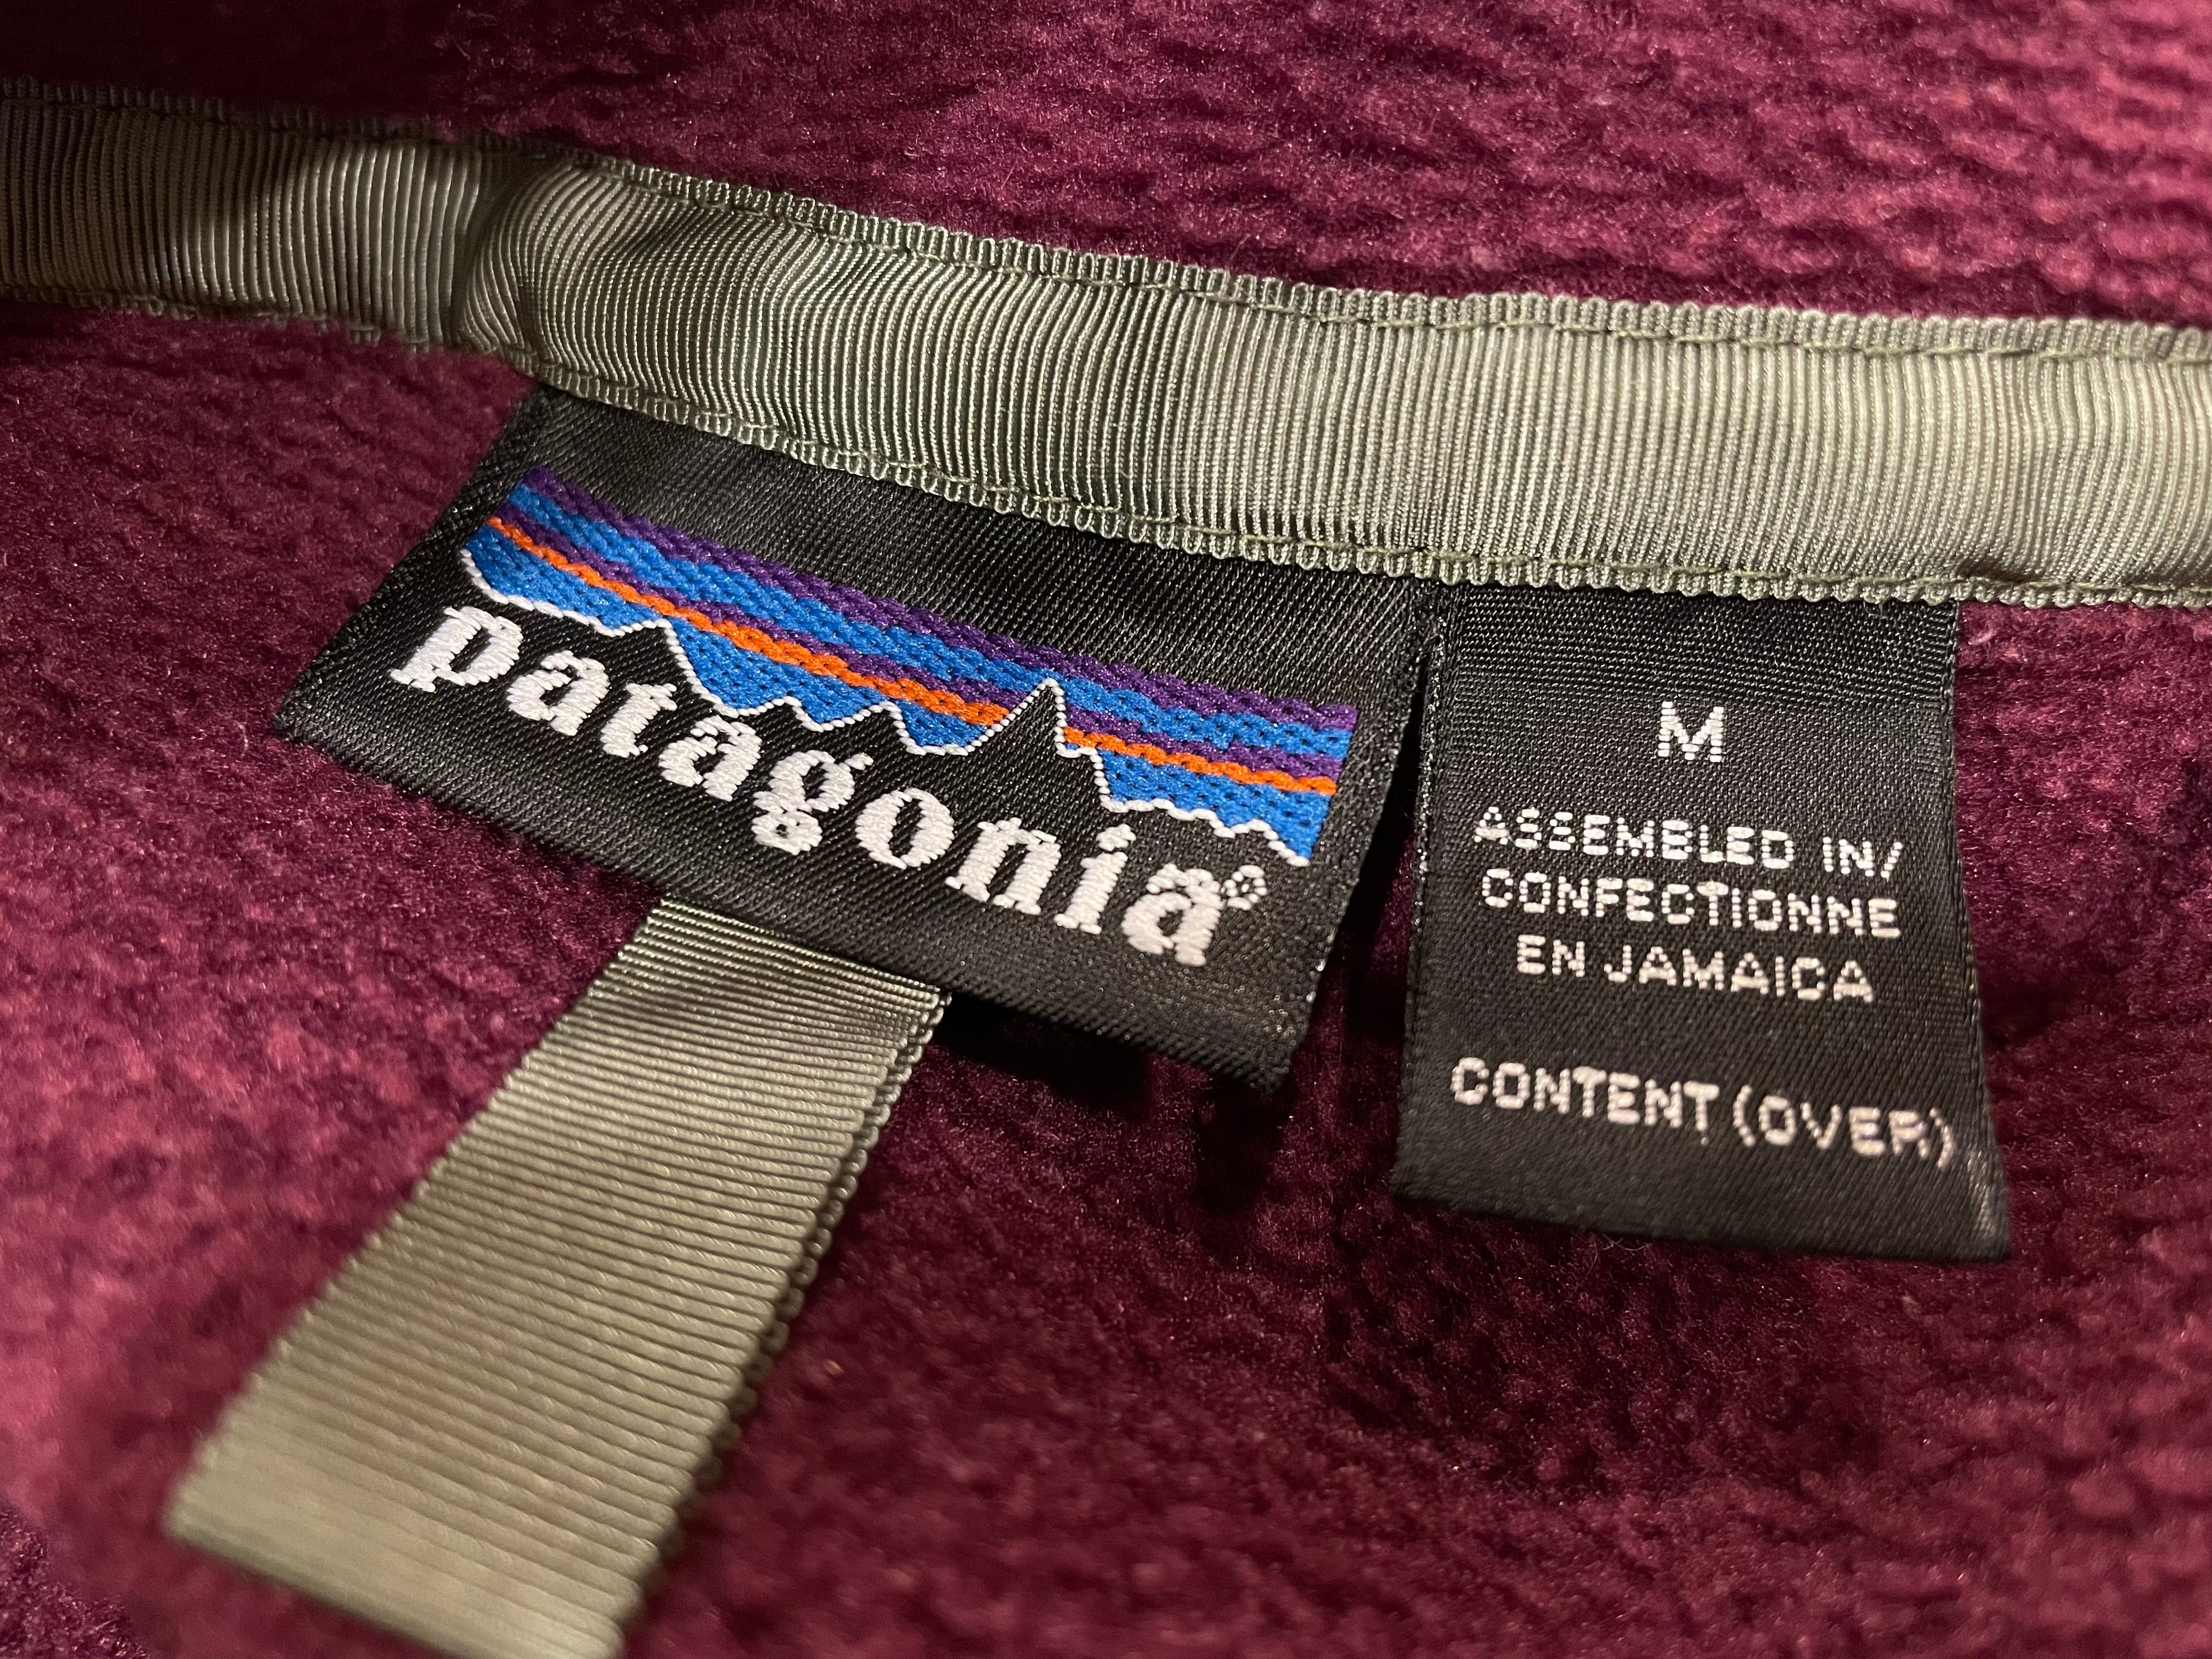 patagonia®
M
ASSEMBLED IN/
CONFECTIONNE
EN JAMAICA
CONTENT (OVER)